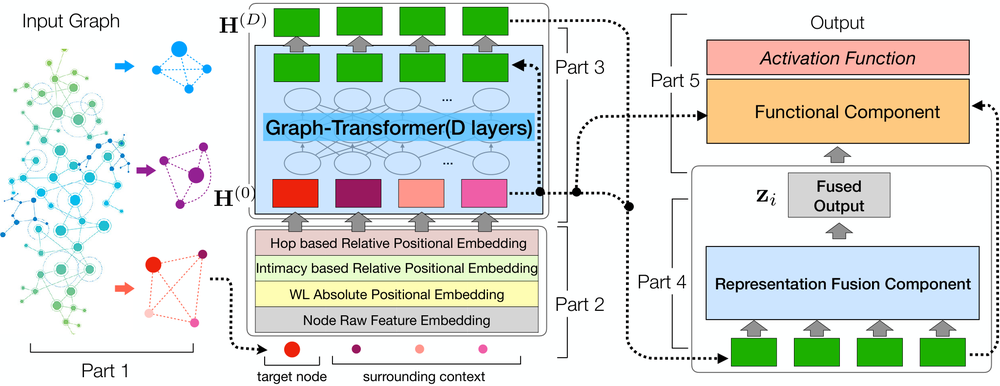 Input Graph
Part 1
H(D)
Graph-Transformer(D layers)
...
...
H(0)
Part 3
Hop based Relative Positional Embedding
Intimacy based Relative Positional Embedding
WL Absolute Positional Embedding
Node Raw Feature Embedding
Part 2
target node
surrounding context
Output
Activation Function
Functional Component
Part 5
Fused
Output
zi
Representation Fusion Component
Part 4